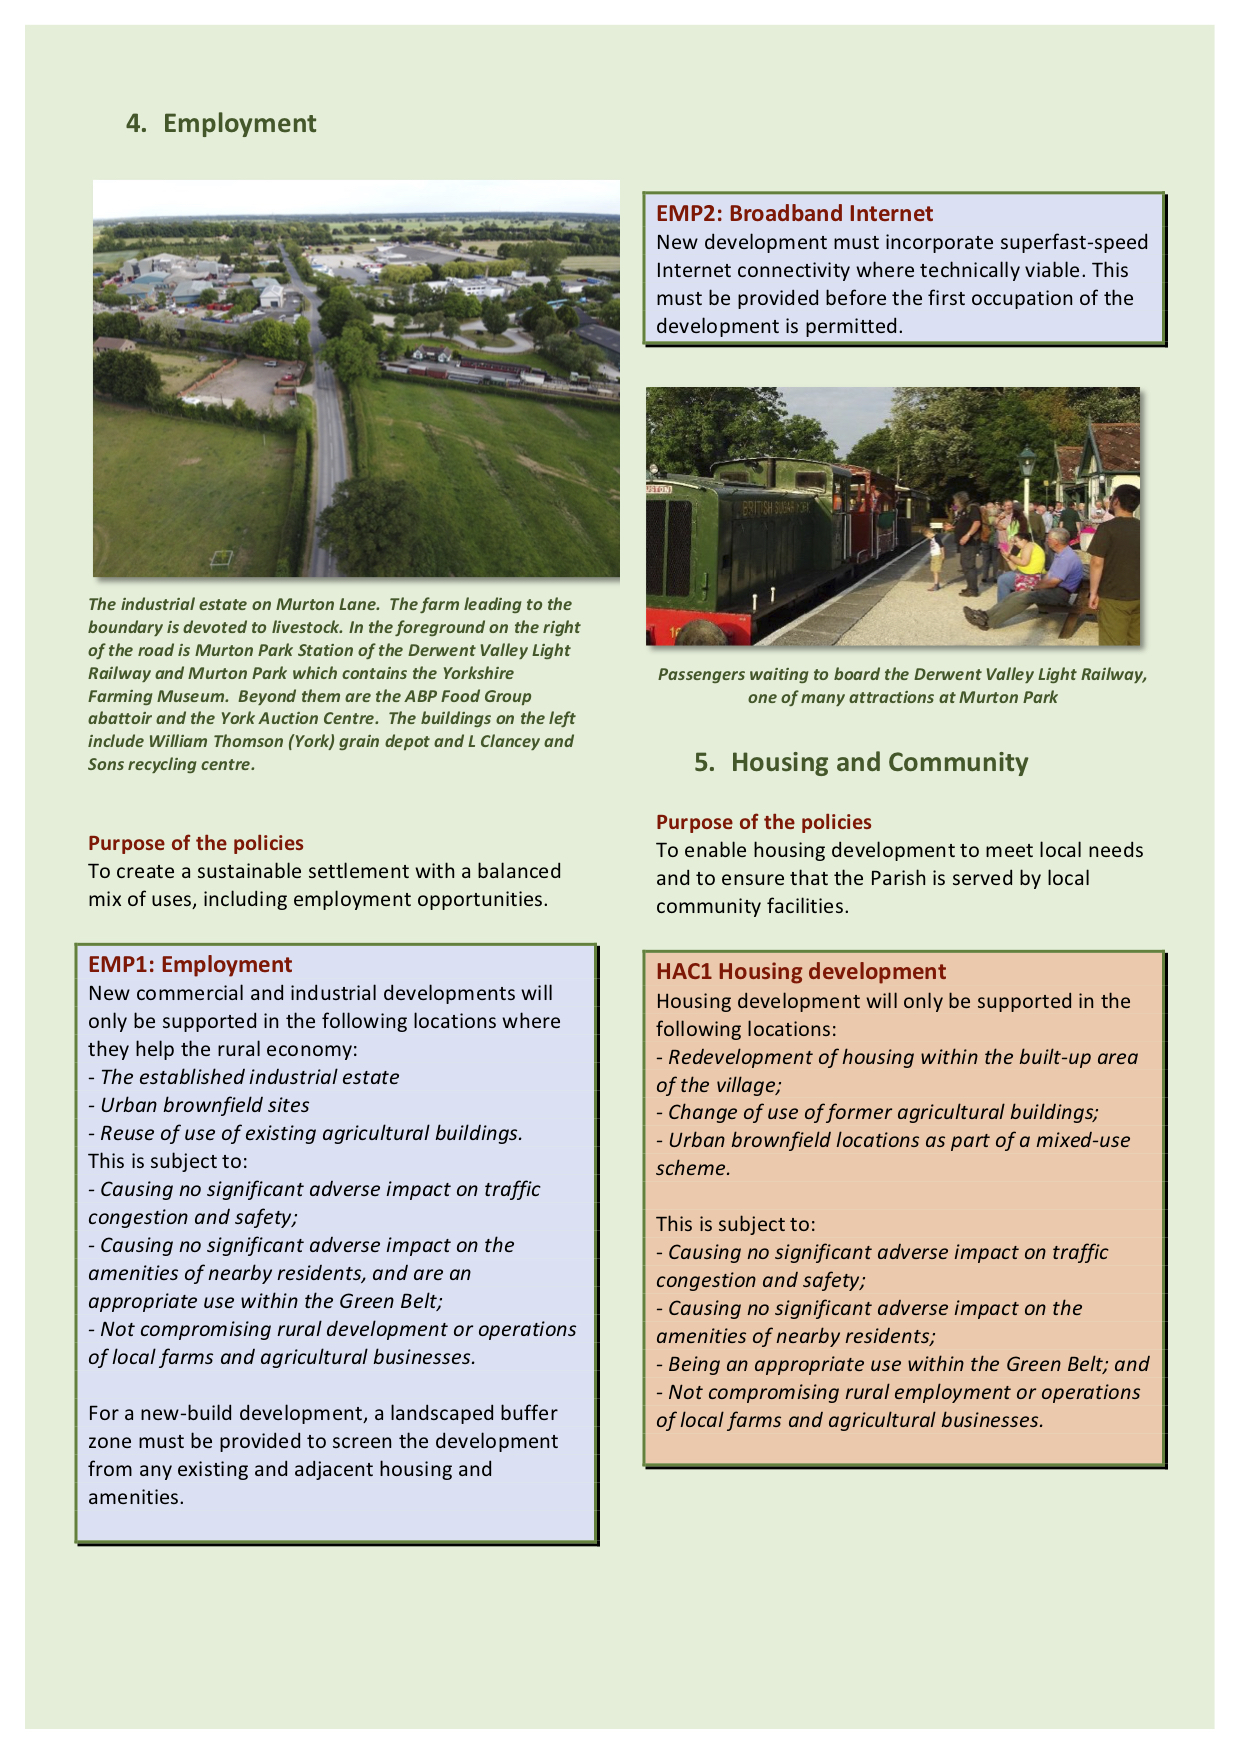 4. Employment
The industrial estate on Murton Lane. The farm leading to the
boundary is devoted to livestock. In the foreground on the right
of the road is Murton Park Station of the Derwent Valley Light
Railway and Murton Park which contains the Yorkshire
Farming Museum. Beyond them are the ABP Food Group
abattoir and the York Auction Centre. The buildings on the left
include William Thomson (York) grain depot and L Clancey and
Sons recycling centre.
Purpose of the policies
To create a sustainable settlement with a balanced
mix of uses, including employment opportunities.
EMP1: Employment
New commercial and industrial developments will
only be supported in the following locations where
they help the rural economy:
- The established industrial estate
- Urban brownfield sites
- Reuse of use of existing agricultural buildings.
This is subject to:
- Causing no significant adverse impact on traffic
congestion and safety;
- Causing no significant adverse impact on the
amenities of nearby residents, and are an
appropriate use within the Green Belt;
- Not compromising rural development or operations
of local farms and agricultural businesses.
For a new-build development, a landscaped buffer
zone must be provided to screen the development
from any existing and adjacent housing and
amenities.
EMP2: Broadband Internet
New development must incorporate superfast-speed
Internet connectivity where technically viable. This
must be provided before the first occupation of the
development is permitted.
BRITISH SUGAR YORK
Passengers waiting to board the Derwent Valley Light Railway,
one of many attractions at Murton Park
5. Housing and Community
Purpose of the policies
To enable housing development to meet local needs
and to ensure that the Parish is served by local
community facilities.
HAC1 Housing development
Housing development will only be supported in the
following locations:
- Redevelopment of housing within the built-up area
of the village;
- Change of use of former agricultural buildings;
- Urban brownfield locations as part of a mixed-use
scheme.
This is subject to:
- Causing no significant adverse impact on traffic
congestion and safety;
- Causing no significant adverse impact on the
amenities of nearby residents;
- Being an appropriate use within the Green Belt; and
- Not compromising rural employment or operations
of local farms and agricultural businesses.